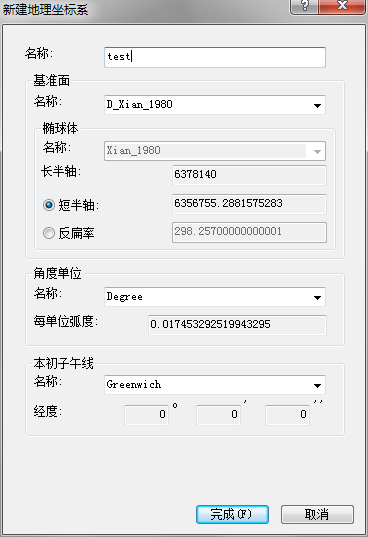 新建地理坐标系
名称: test
基准面
名称: D_Xian_1980
椭球体
名称: Xian_1980
长半轴: 6378140
短半轴: 6356755.2881575283
反扁率 298.25700000000001
角度单位
名称: Degree
每单位弧度: 0.017453292519943295
本初子午线
名称: Greenwich
经度: 0 ° 0 ' 0 ''
完成(F) 取消